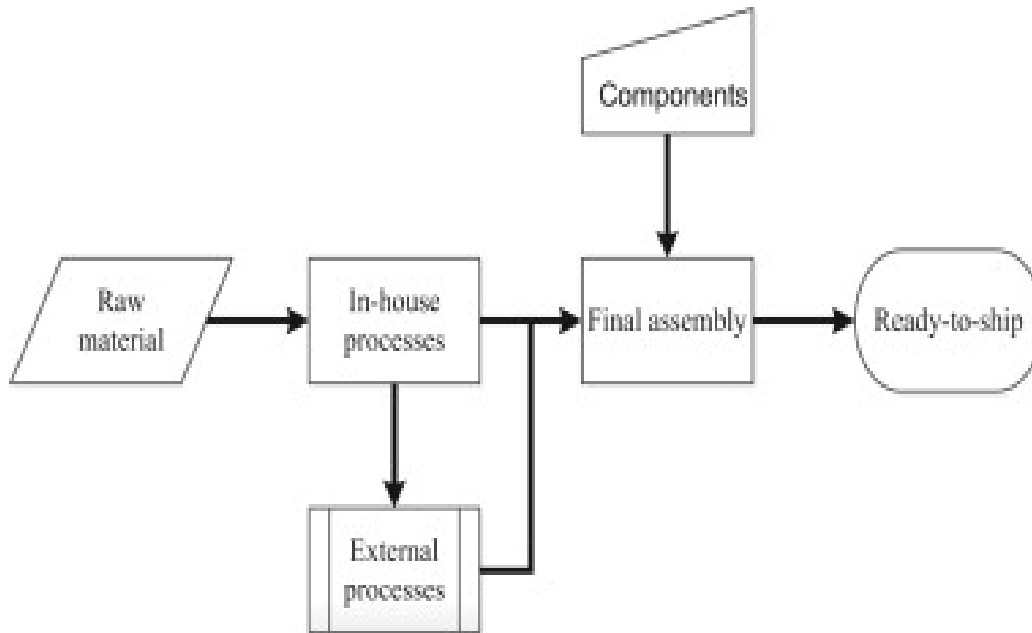 Components
Raw
material
In-house
processes
Final assembly
Ready-to-ship
External
processes